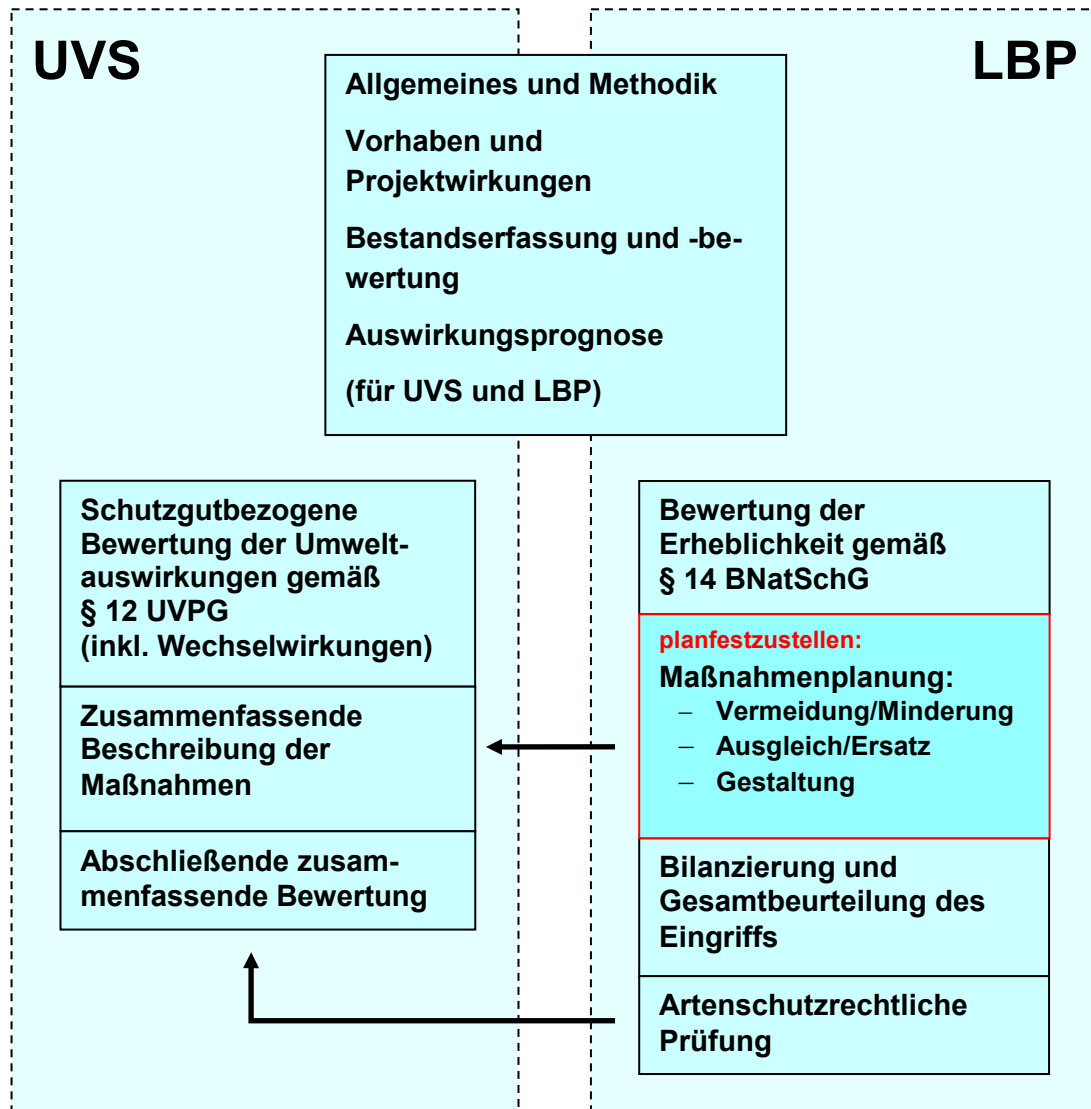 UVS
LBP
Allgemeines und Methodik
Vorhaben und
Projektwirkungen
Bestandserfassung und -be-
wertung
Auswirkungsprognose
(für UVS und LBP)
Schutzgutbezogene
Bewertung der Umwelt-
auswirkungen gemäß
§ 12 UVPG
(inkl. Wechselwirkungen)
Zusammenfassende
Beschreibung der
Maßnahmen
Abschließende zusam-
menfassende Bewertung
Bewertung der
Erheblichkeit gemäß
§ 14 BNatSchG
planfestzustellen:
Maßnahmenplanung:
– Vermeidung/Minderung
– Ausgleich/Ersatz
– Gestaltung
Bilanzierung und
Gesamtbeurteilung des
Eingriffs
Artenschutzrechtliche
Prüfung